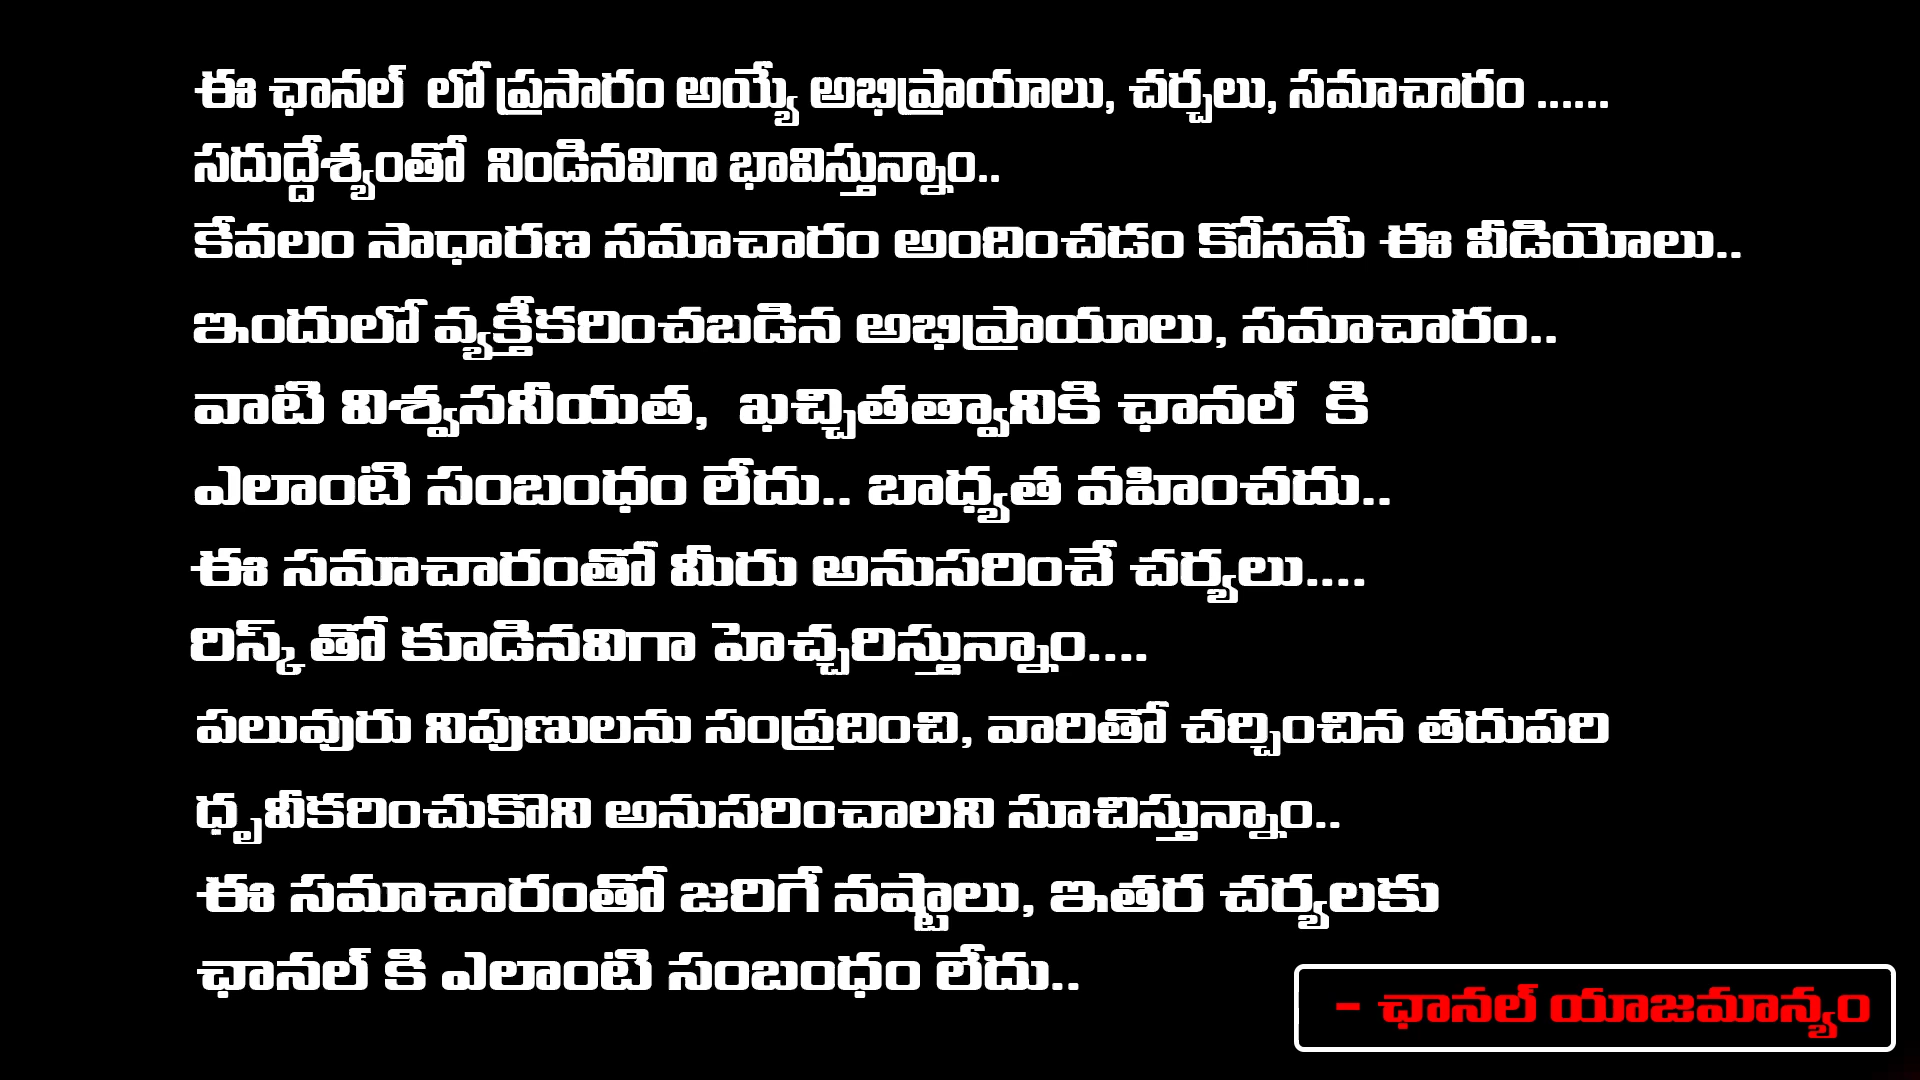 ఈ ఛానల్ లో ప్రసారం అయ్యే అభిప్రాయాలు, చర్చలు, సమాచారం ......
సదుద్దేశ్యంతో నిండినవిగా భావిస్తున్నాం..
కేవలం సాధారణ సమాచారం అందించడం కోసమే ఈ వీడియోలు..
ఇందులో వ్యక్తీకరించబడిన అభిప్రాయాలు, సమాచారం..
వాటి విశ్వసనీయత, ఖచ్చితత్వానికి ఛానల్ కి
ఎలాంటి సంబంధం లేదు.. బాధ్యత వహించదు..
ఈ సమాచారంతో మీరు అనుసరించే చర్యలు....
రిస్క్ తో కూడినవిగా హెచ్చరిస్తున్నాం....
పలువురు నిపుణులను సంప్రదించి, వారితో చర్చించిన తదుపరి
ధృవీకరించుకొని అనుసరించాలని సూచిస్తున్నాం..
ఈ సమాచారంతో జరిగే నష్టాలు, ఇతర చర్యలకు
ఛానల్ కి ఎలాంటి సంబంధం లేదు..
- ఛానల్ యాజమాన్యం